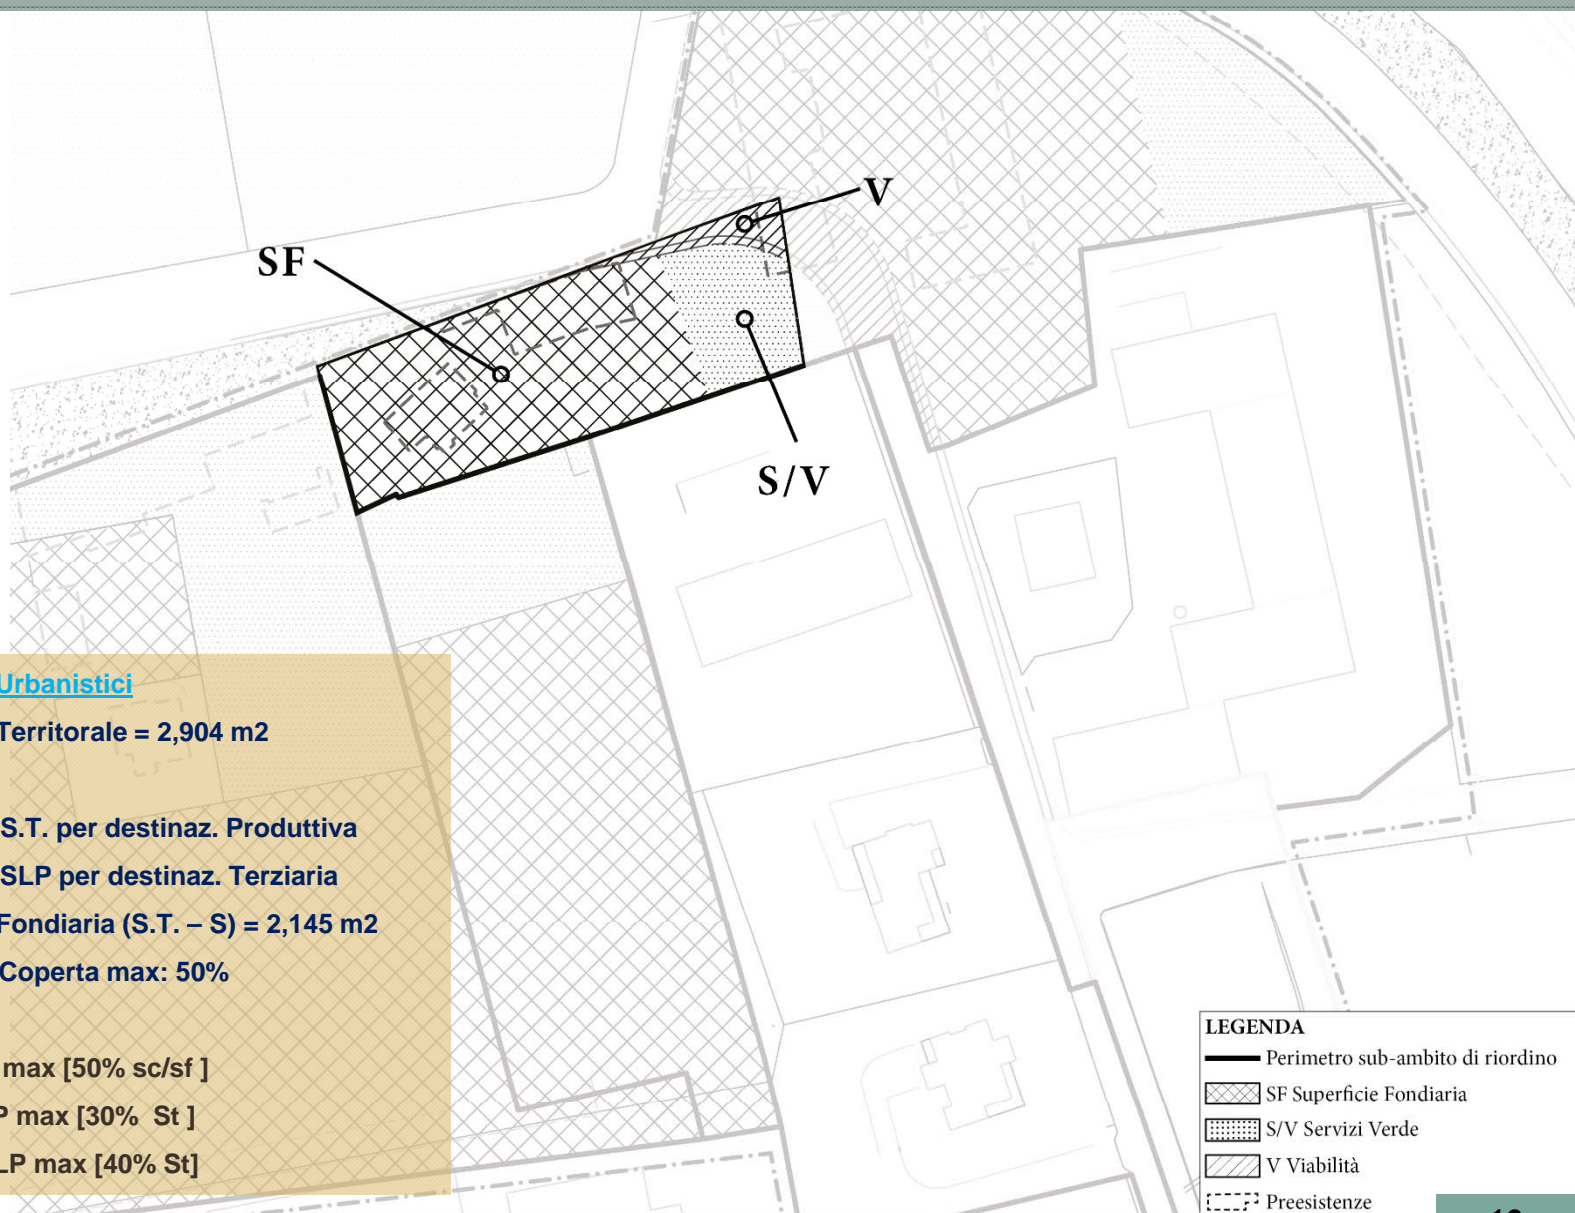 V
SF
S/V
Urbanistici
Territorale = 2,904 m2
S.T. per destinaz. Produttiva
SLP per destinaz. Terziaria
Fondiaria (S.T. – S) = 2,145 m2
Coperta max: 50%
max [50% sc/sf ]
P max [30% St ]
LP max [40% St]
LEGENDA
Perimetro sub-ambito di riordino
SF Superficie Fondiaria
S/V Servizi Verde
V Viabilità
Preesistenze